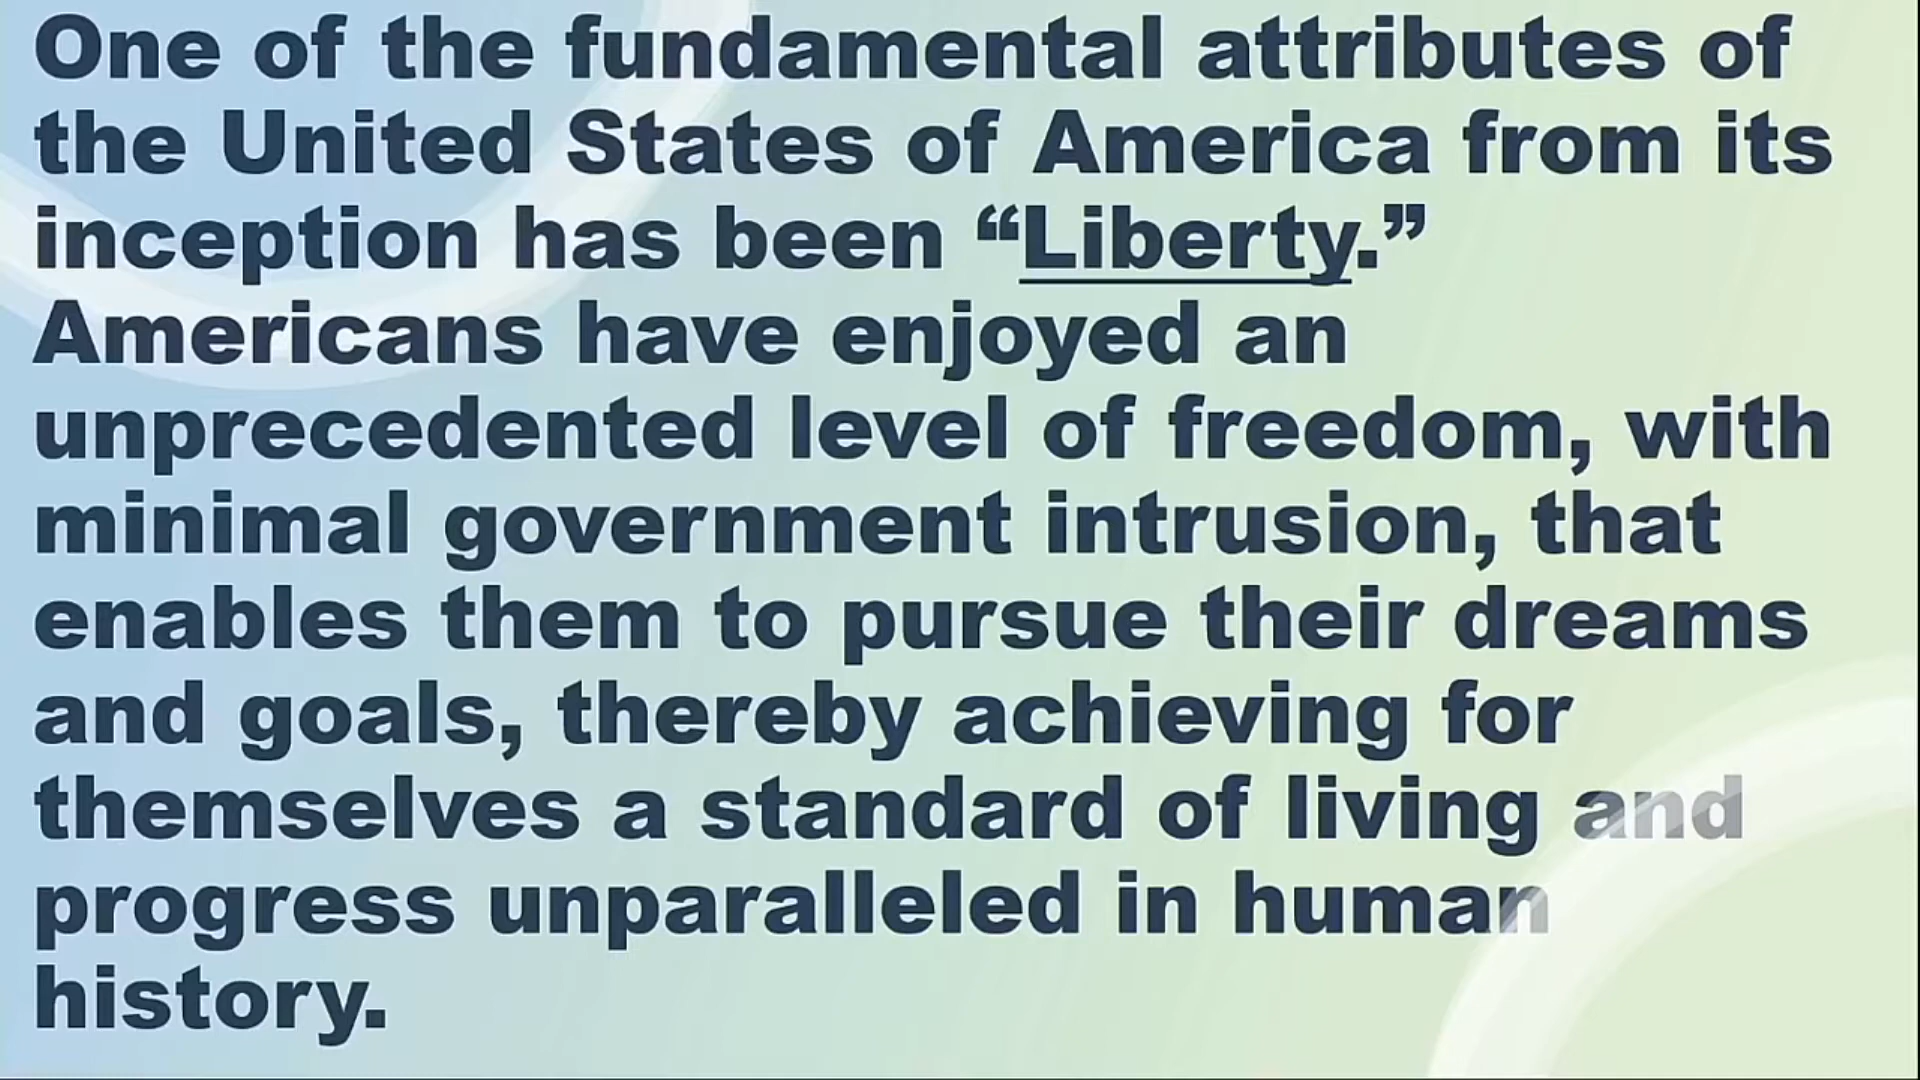 One of the fundamental attributes of
the United States of America from its
inception has been “Liberty.”
Americans have enjoyed an
unprecedented level of freedom, with
minimal government intrusion, that
enables them to pursue their dreams
and goals, thereby achieving for
themselves a standard of living and
progress unparalleled in human
history.